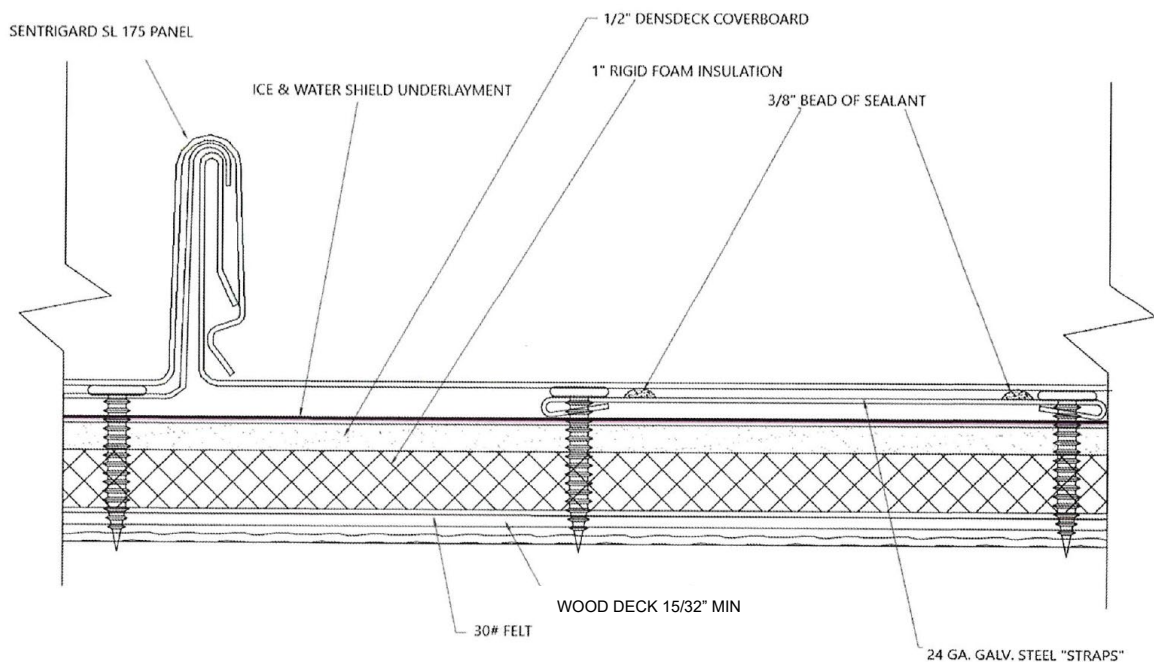 1/2" DENSDECK COVERBOARD
SENTRIGARD SL 175 PANEL
1" RIGID FOAM INSULATION
ICE & WATER SHIELD UNDERLAYMENT
3/8" BEAD OF SEALANT
WOOD DECK 15/32" MIN
30# FELT
24 GA. GALV. STEEL "STRAPS"